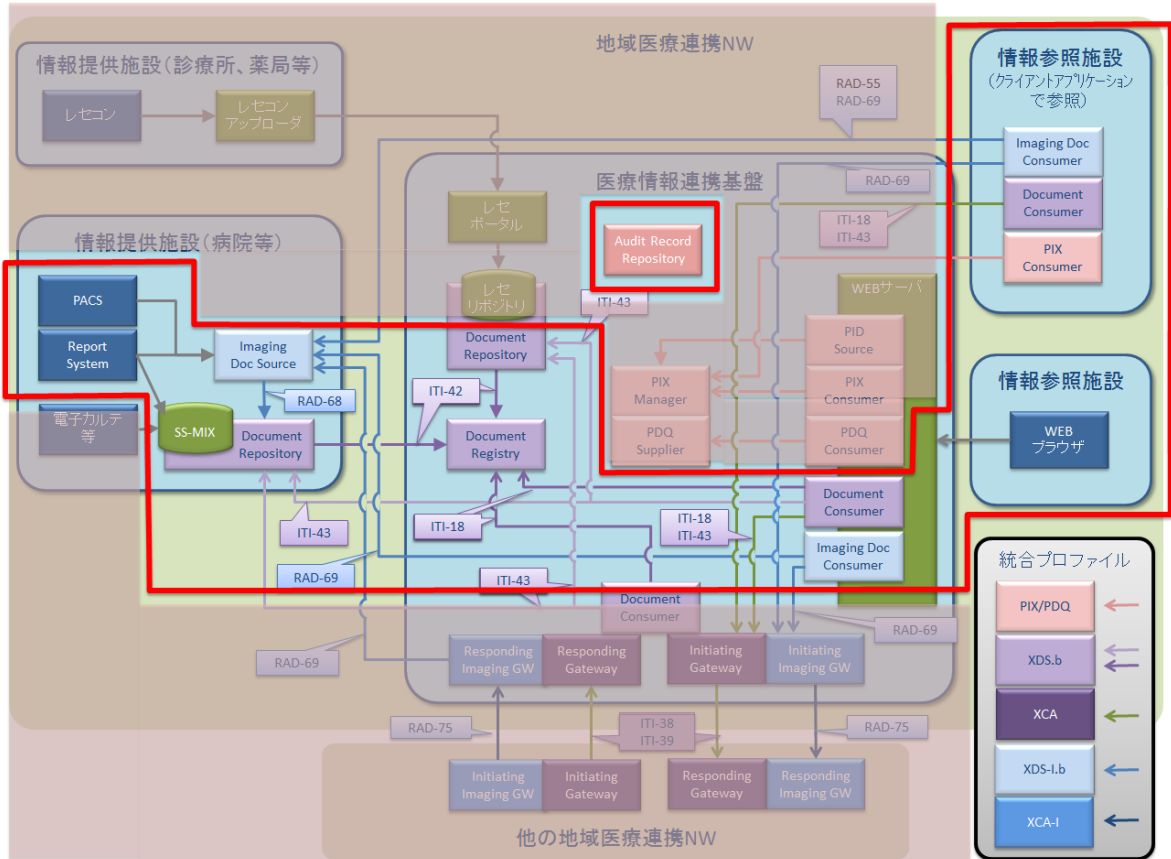 地域医療連携NW
情報提供施設（診療所、薬局等）
レセコン
レセコン
アップローダ
RAD-55
RAD-69
情報参照施設
（クライアントアプリケーション
で参照）
Imaging Doc
Consumer
Document
Consumer
PIX
Consumer
医療情報連携基盤
RAD-69
ITI-18
ITI-43
レセ
ポータル
Audit Record
Repository
情報提供施設（病院等）
PACS
Report
System
電子カルテ
等
Imaging
Doc Source
RAD-68
SS-MIX
Document
Repository
レセ
リポジトリ
Document
Repository
ITI-43
ITI-42
Document
Registry
WEBサーバ
PID
Source
PIX
Manager
PIX
Consumer
PDQ
Supplier
PDQ
Consumer
情報参照施設
WEB
ブラウザ
Document
Consumer
Imaging Doc
Consumer
ITI-43
ITI-18
ITI-18
ITI-43
RAD-69
ITI-43
Document
Consumer
RAD-69
RAD-69
Responding
Imaging GW
Responding
Gateway
Initiating
Gateway
Initiating
Imaging GW
RAD-75
ITI-38
ITI-39
RAD-75
Initiating
Imaging GW
Initiating
Gateway
Responding
Gateway
Responding
Imaging GW
他の地域医療連携NW
統合プロファイル
PIX/PDQ
XDS.b
XCA
XDS-I.b
XCA-I